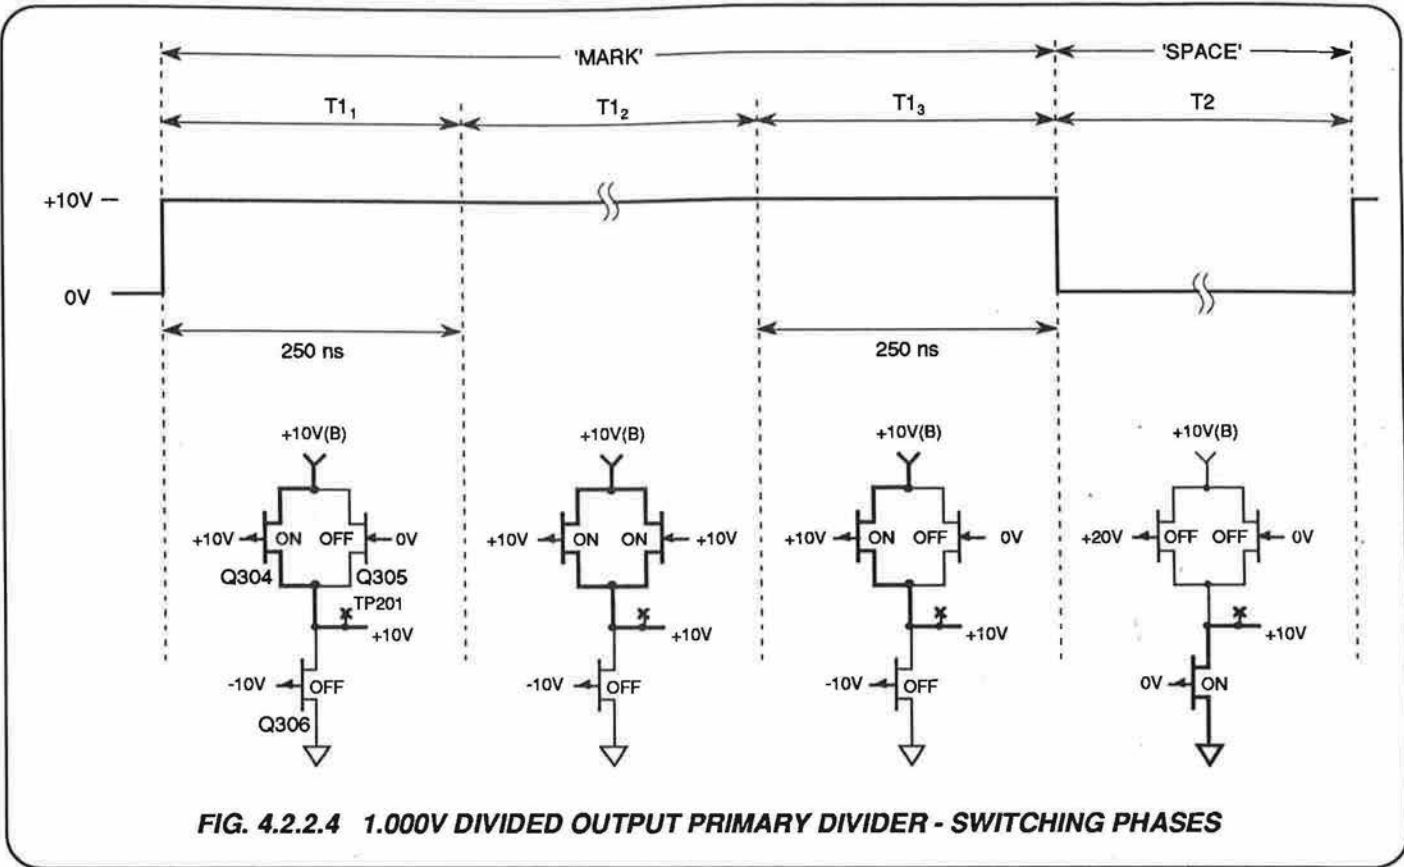 'MARK' 'SPACE'
T1₁ T1₂ T1₃ T2
+10V
0V
250 ns 250 ns
+10V(B) +10V(B) +10V(B) +10V(B)
+10V ON OFF 0V +10V ON ON +10V +10V ON OFF 0V +20V OFF OFF 0V
Q304 Q305
TP201
+10V +10V +10V +10V
-10V OFF -10V OFF -10V OFF 0V ON
Q306
FIG. 4.2.2.4 1.000V DIVIDED OUTPUT PRIMARY DIVIDER - SWITCHING PHASES